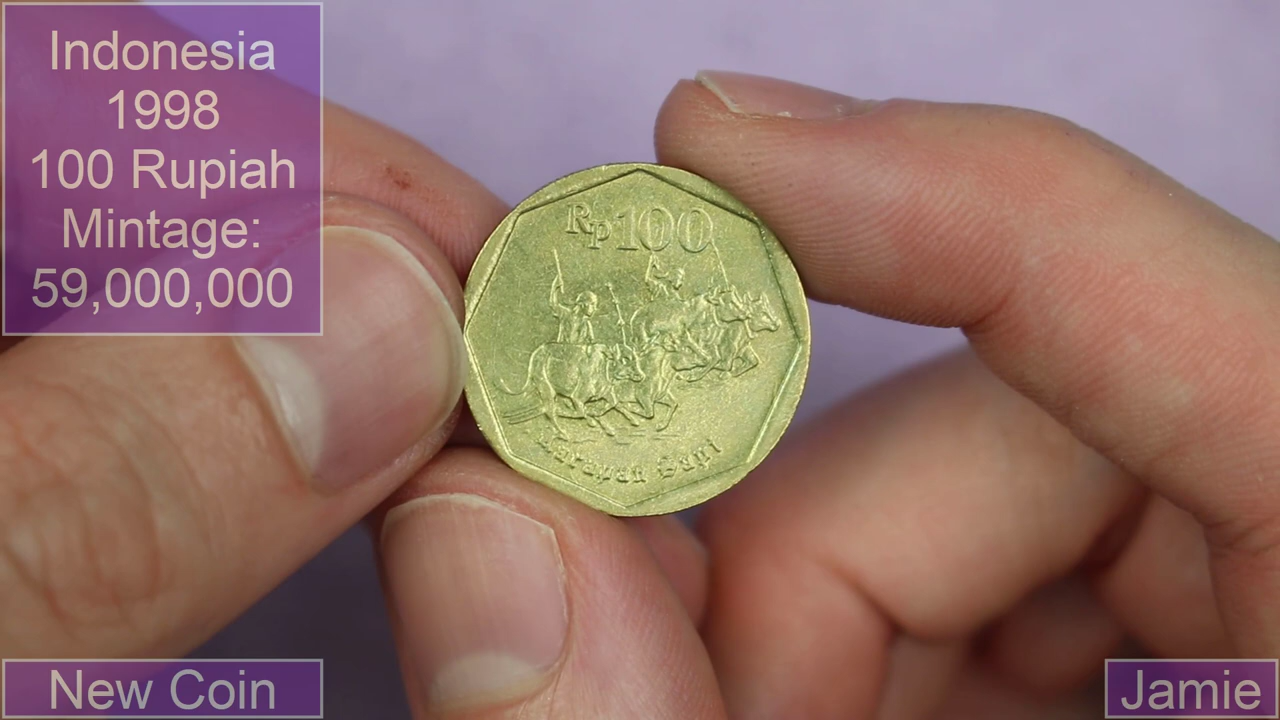 Indonesia
1998
100 Rupiah
Mintage:
59,000,000
Rp100
Karapan Sapi
New Coin
Jamie